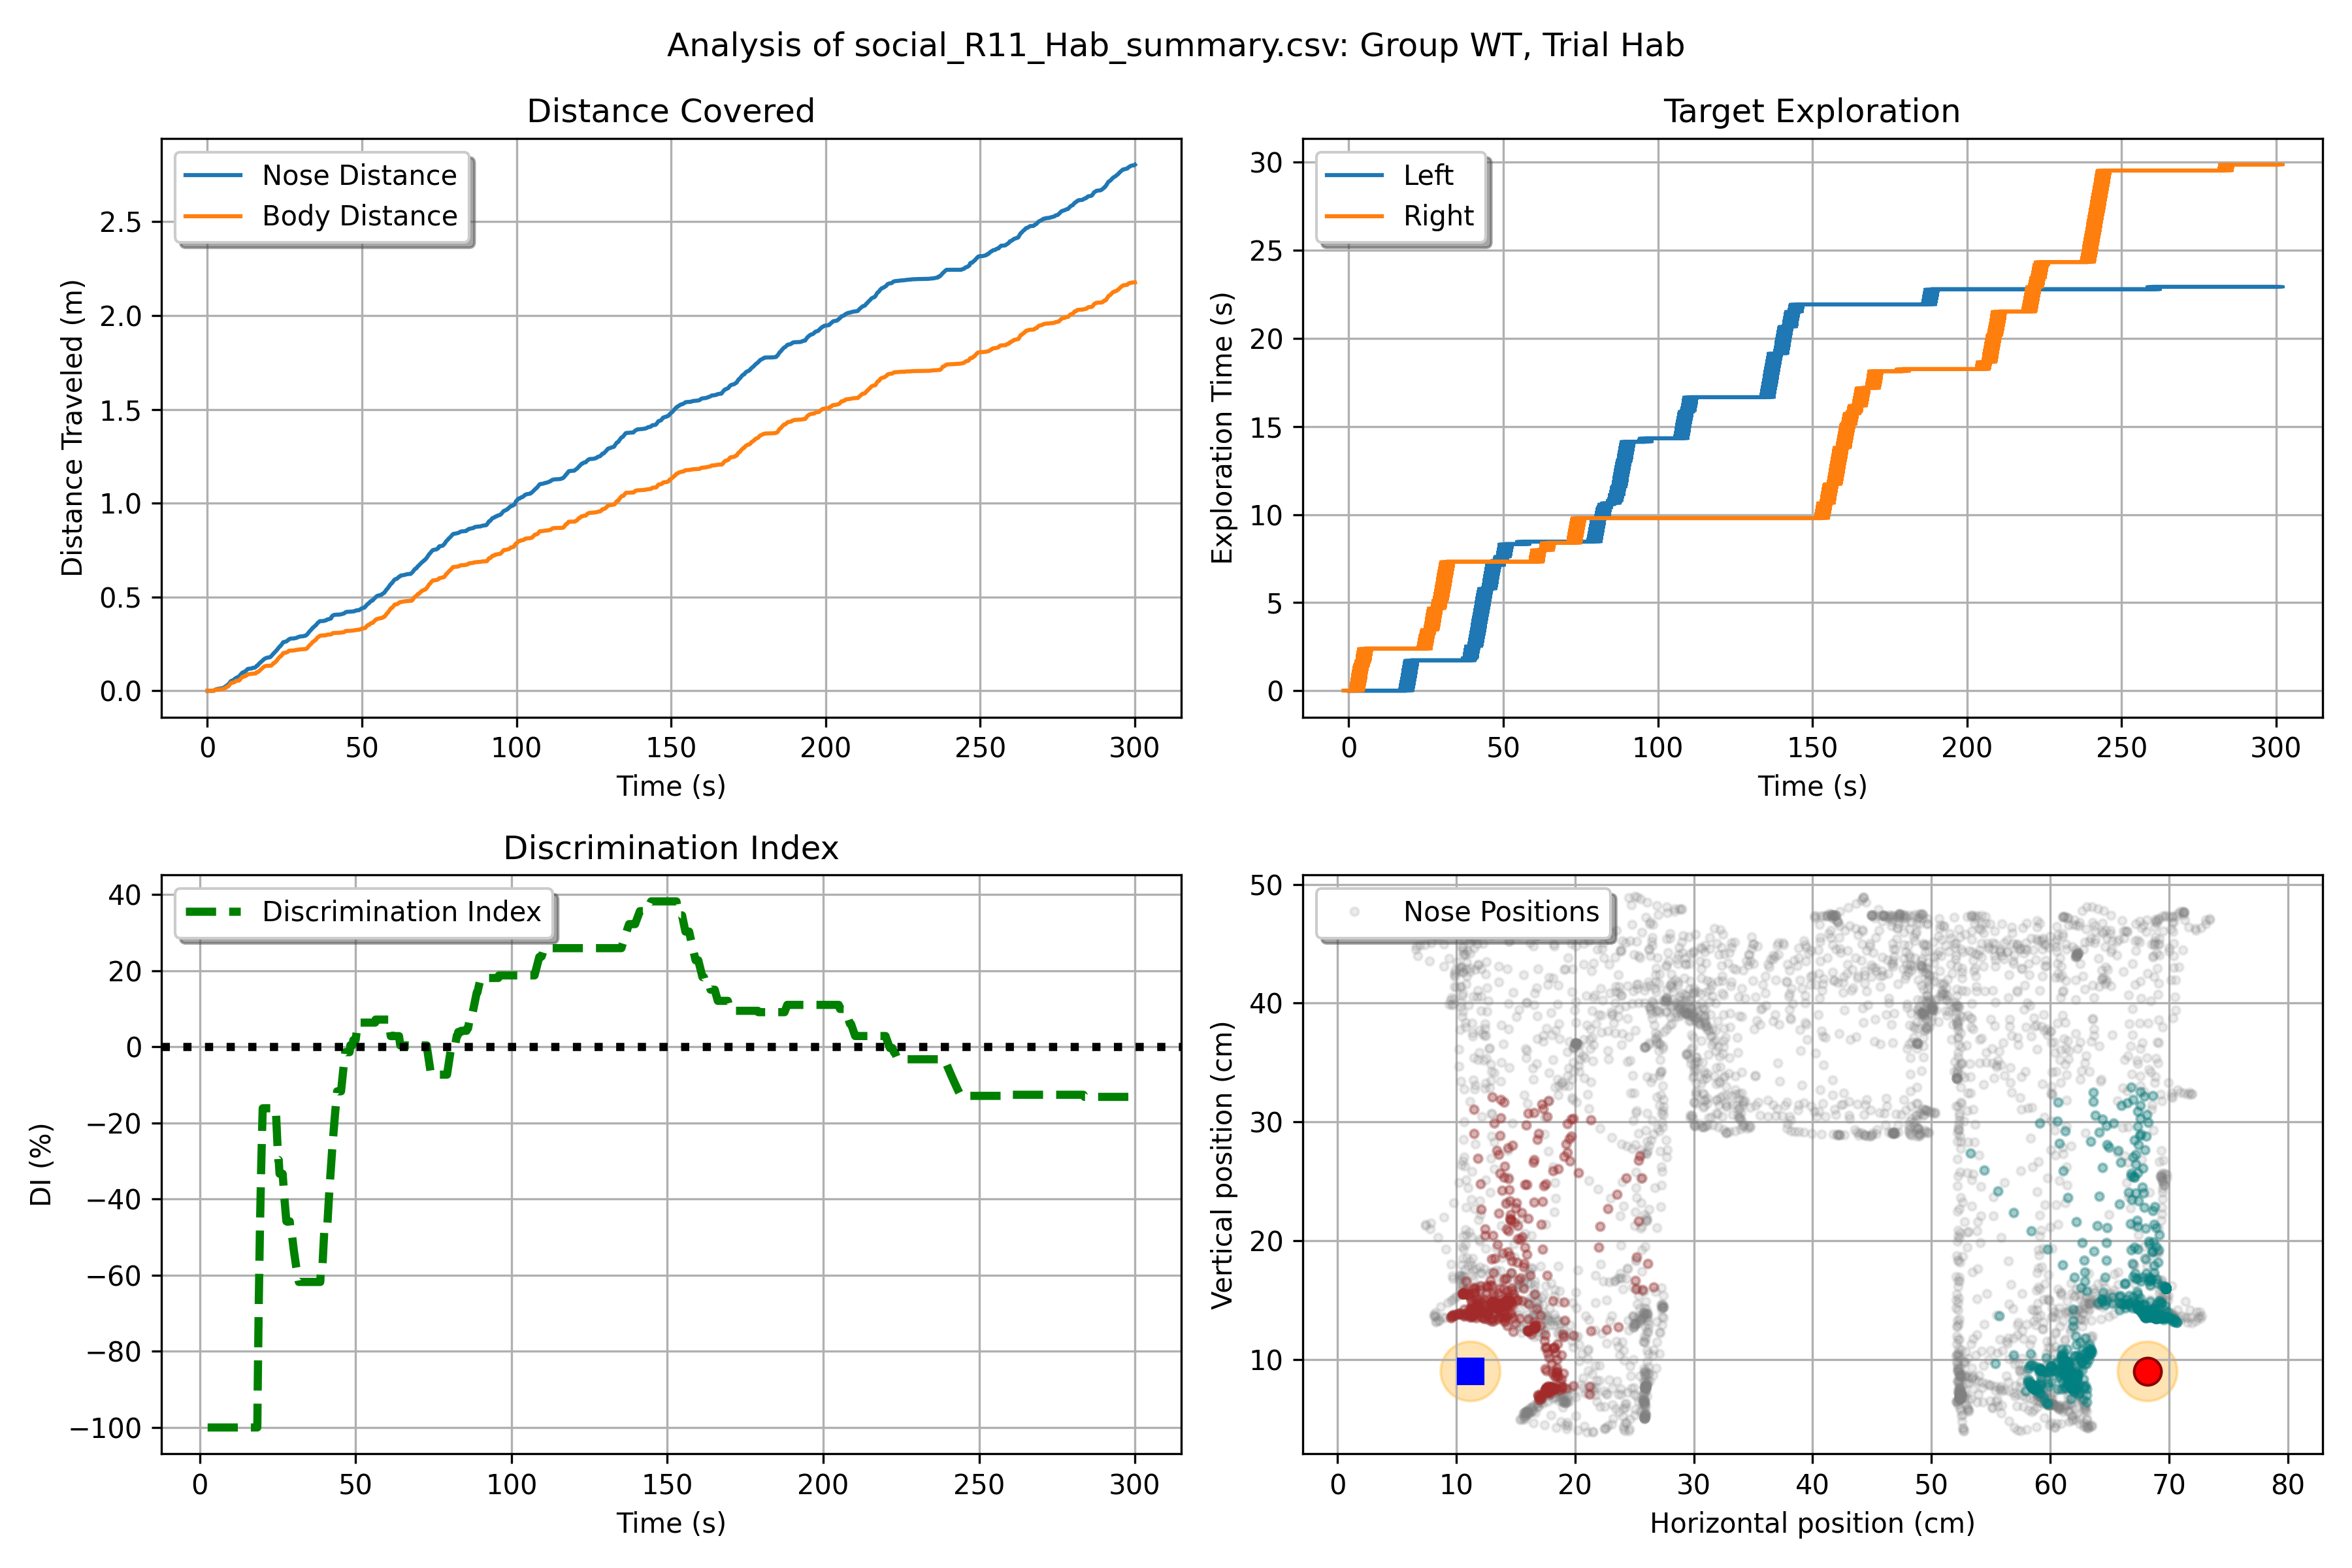 Analysis of social_R11_Hab_summary.csv: Group WT, Trial Hab
Distance Covered
Nose Distance
Body Distance
Distance Traveled (m)
2.5
2.0
1.5
1.0
0.5
0.0
0 50 100 150 200 250 300
Time (s)
Target Exploration
Left
Right
Exploration Time (s)
30
25
20
15
10
5
0
0 50 100 150 200 250 300
Time (s)
Discrimination Index
Discrimination Index
DI (%)
40
20
0
−20
−40
−60
−80
−100
0 50 100 150 200 250 300
Time (s)
Nose Positions
Vertical position (cm)
50
40
30
20
10
0 10 20 30 40 50 60 70 80
Horizontal position (cm)